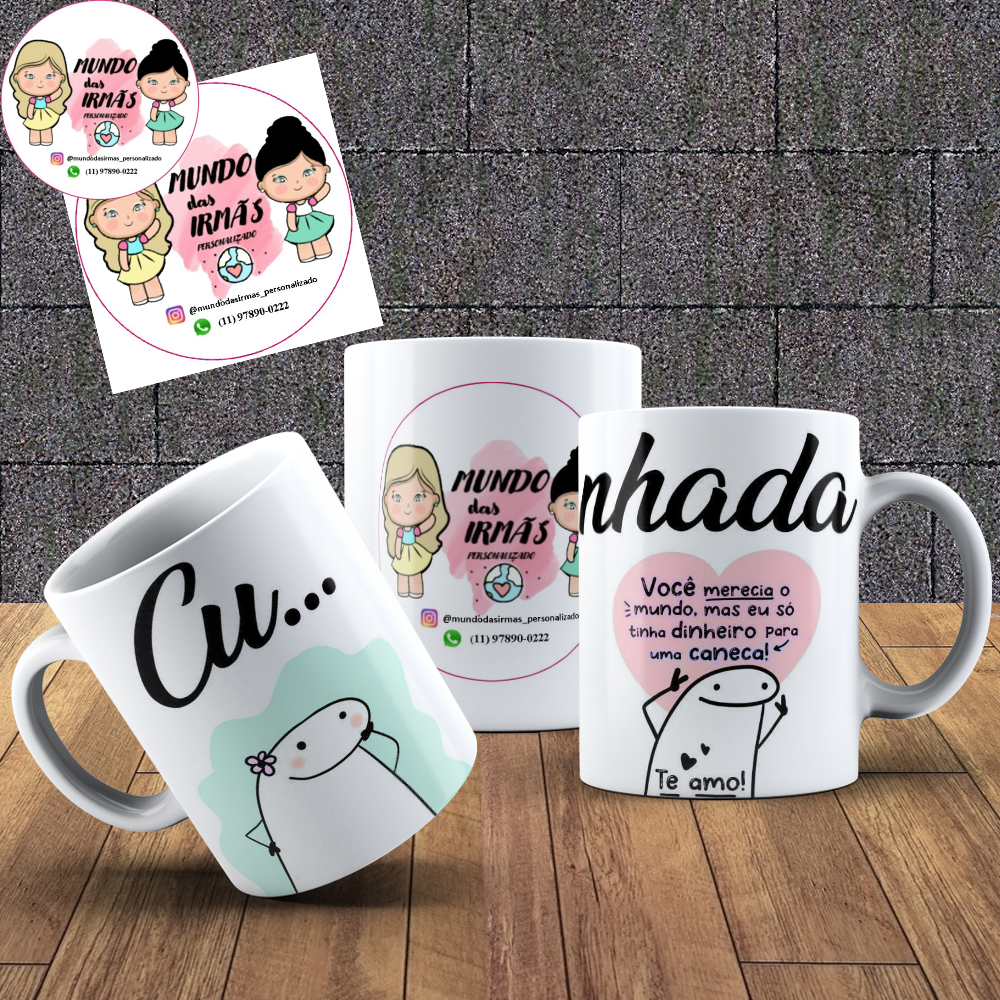 MUNDO
das
IRMÃS
PERSONALIZADO
@mundodasirmas_personalizado
(11) 97890-0222
MUNDO
das
IRMÃS
PERSONALIZADO
@mundodasirmas_personalizado
(11) 97890-0222
MUNDO
das
IRMÃS
PERSONALIZADO
@mundodasirmas_personalizado
(11) 97890-0222
Cu...
nhada
Você merecia o
mundo, mas eu só
tinha dinheiro para
uma caneca!
Te amo!